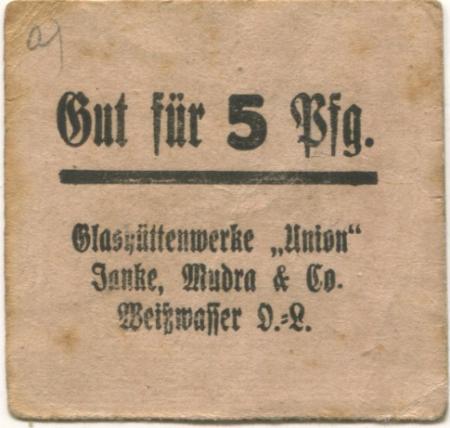 Gut für 5 Pfg.
Glashüttenwerke „Union“
Janke, Mudra & Co.
Weißwasser O.-L.